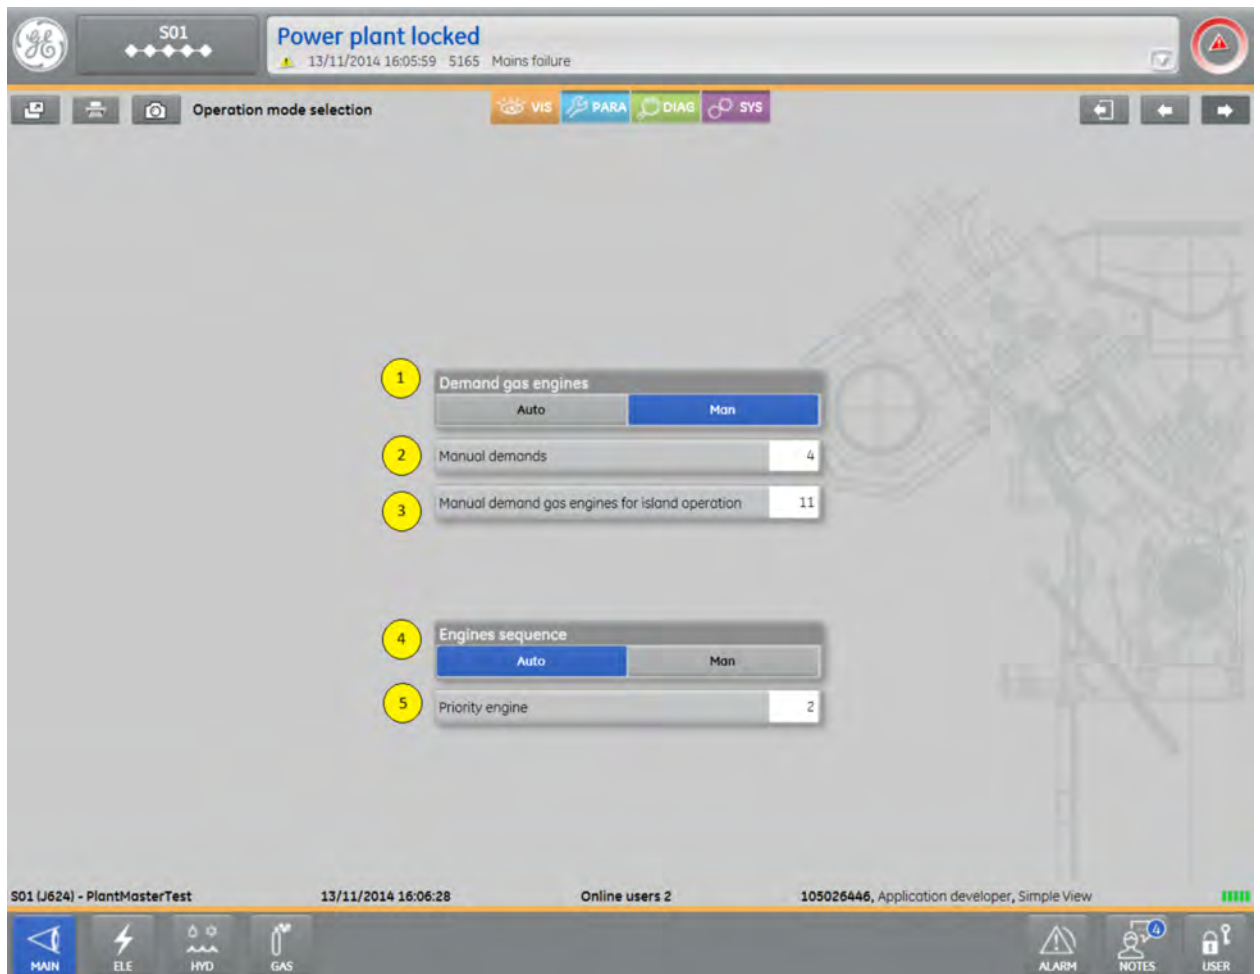 S01
Power plant locked
13/11/2014 16:05:59 5165 Mains failure
Operation mode selection
VIS PARA DIAG SYS
1
Demand gas engines
Auto Man
2
Manual demands 4
3
Manual demand gas engines for island operation 11
4
Engines sequence
Auto Man
5
Priority engine 2
S01 (J624) - PlantMasterTest 13/11/2014 16:06:28 Online users 2 105026446, Application developer, Simple View
4
MAIN ELE HYD GAS ALARM NOTES USER